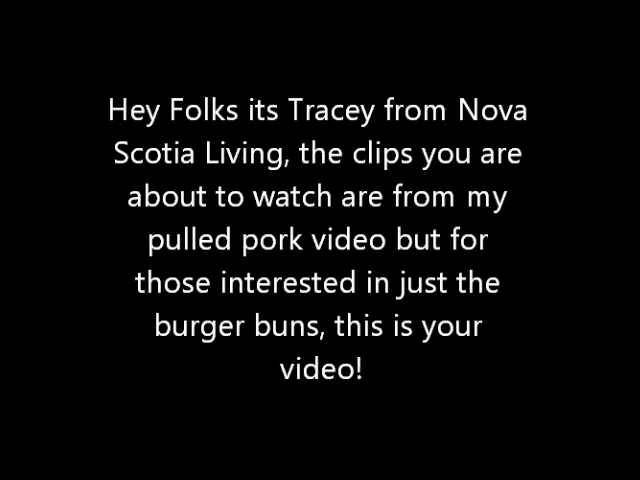 Hey Folks its Tracey from Nova
Scotia Living, the clips you are
about to watch are from my
pulled pork video but for
those interested in just the
burger buns, this is your
video!